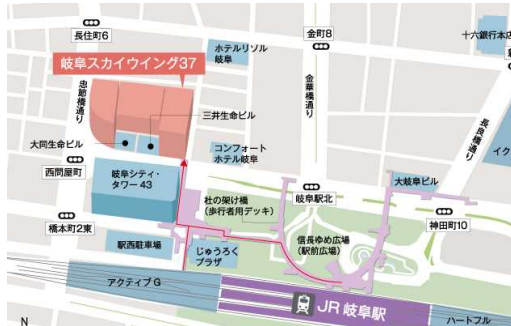 長住町6
金町8
十六銀行本店
ホテルリソル
岐阜
岐阜スカイウイング37
忠節橋通り
金華橋通り
長良橋通り
三井生命ビル
大同生命ビル
コンフォート
ホテル岐阜
イク
西問屋町
岐阜シティ・
タワー43
杜の架け橋
(歩行者用デッキ)
岐阜駅北
大岐阜ビル
神田町10
橋本町2東
駅西駐車場
じゅうろく
プラザ
信長ゆめ広場
(駅前広場)
アクティブG
JR岐阜駅
ハートフル
N